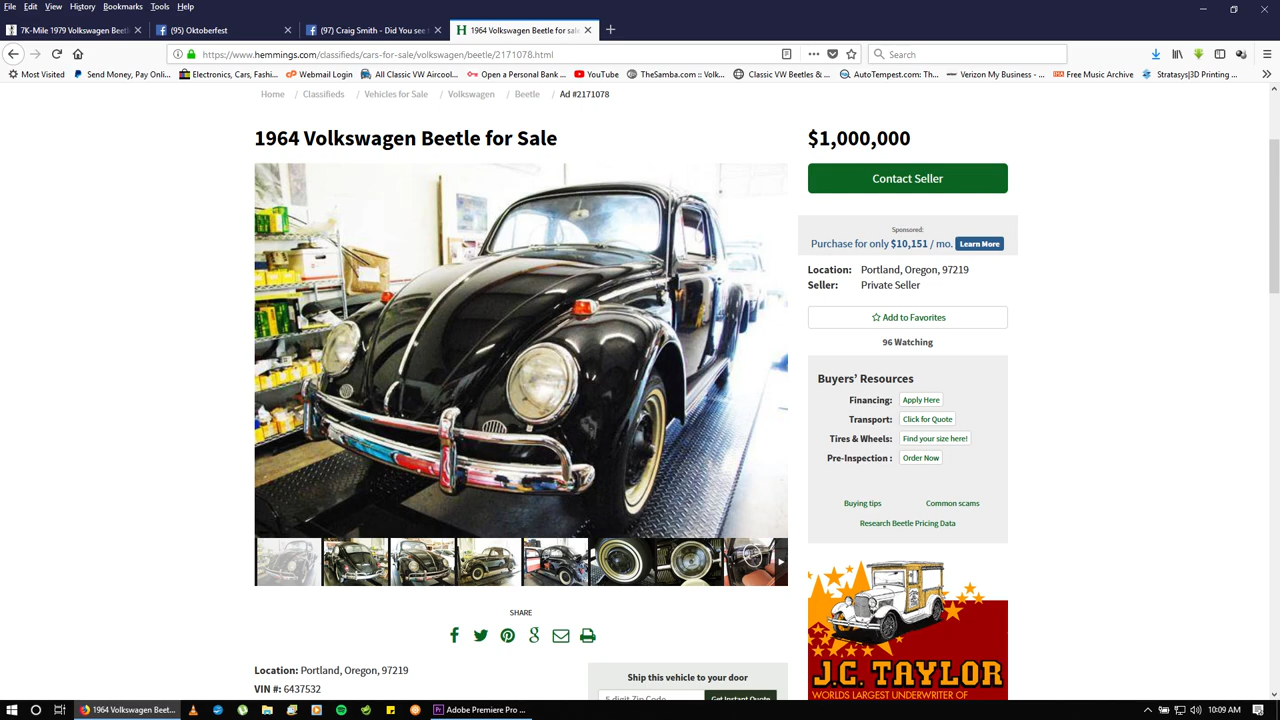 File Edit View History Bookmarks Tools Help
7K-Mile 1979 Volkswagen Beetle
(95) Oktoberfest
(97) Craig Smith - Did You see t
1964 Volkswagen Beetle for sale
https://www.hemmings.com/classifieds/cars-for-sale/volkswagen/beetle/2171078.html
Search
Most Visited
Send Money, Pay Onli...
Electronics, Cars, Fashi...
Webmail Login
All Classic VW Aircool...
Open a Personal Bank ...
YouTube
TheSamba.com :: Volk...
Classic VW Beetles & ...
AutoTempest.com: Th...
Verizon My Business - ...
Free Music Archive
Stratasys|3D Printing ...
Home / Classifieds / Vehicles for Sale / Volkswagen / Beetle / Ad #2171078
1964 Volkswagen Beetle for Sale
$1,000,000
Contact Seller
Sponsored:
Purchase for only $10,151 / mo. Learn More
Location: Portland, Oregon, 97219
Seller: Private Seller
Add to Favorites
96 Watching
Buyers' Resources
Financing: Apply Here
Transport: Click for Quote
Tires & Wheels: Find your size here!
Pre-Inspection : Order Now
Buying tips
Common scams
Research Beetle Pricing Data
J.C. TAYLOR
WORLDS LARGEST UNDERWRITER OF
SHARE
Location: Portland, Oregon, 97219
VIN #: 6437532
Ship this vehicle to your door
5 digit Zip Code
Get Instant Quote
1964 Volkswagen Beet...
Adobe Premiere Pro ...
10:09 AM